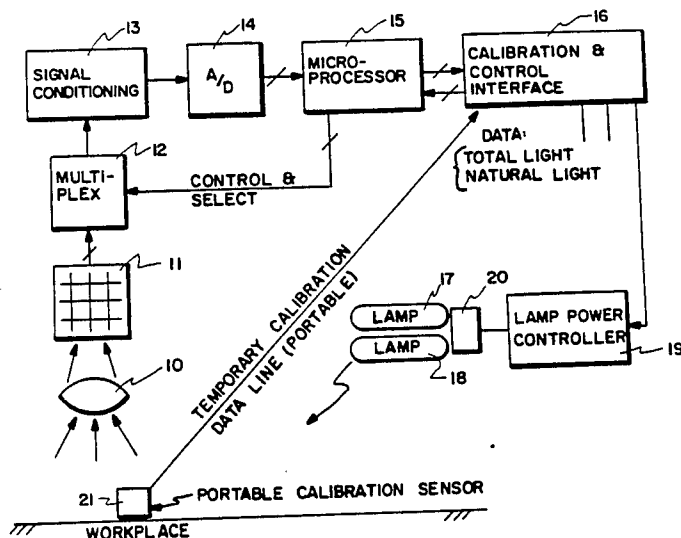 13
SIGNAL
CONDITIONING
14
A/D
15
MICRO-
PROCESSOR
16
CALIBRATION &
CONTROL
INTERFACE
12
MULTI-
PLEX
CONTROL &
SELECT
DATA:
TOTAL LIGHT
NATURAL LIGHT
11
10
TEMPORARY CALIBRATION
DATA LINE (PORTABLE)
17
LAMP
LAMP
18
20
LAMP POWER
CONTROLLER
19
21
PORTABLE CALIBRATION SENSOR
WORKPLACE